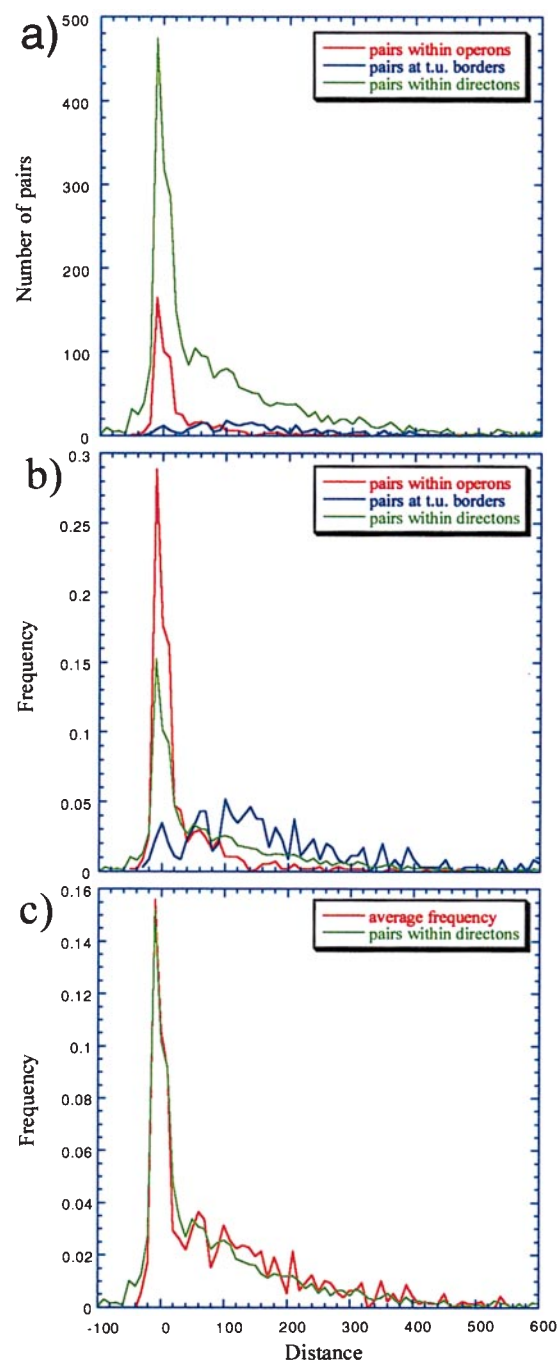 a)
500
400
300
200
100
0
Number of pairs
pairs within operons
pairs at t.u. borders
pairs within directons
b)
0.3
0.25
0.2
0.15
0.1
0.05
0
Frequency
pairs within operons
pairs at t.u. borders
pairs within directons
c)
0.16
0.14
0.12
0.1
0.08
0.06
0.04
0.02
0
Frequency
average frequency
pairs within directons
-100 0 100 200 300 400 500 600
Distance